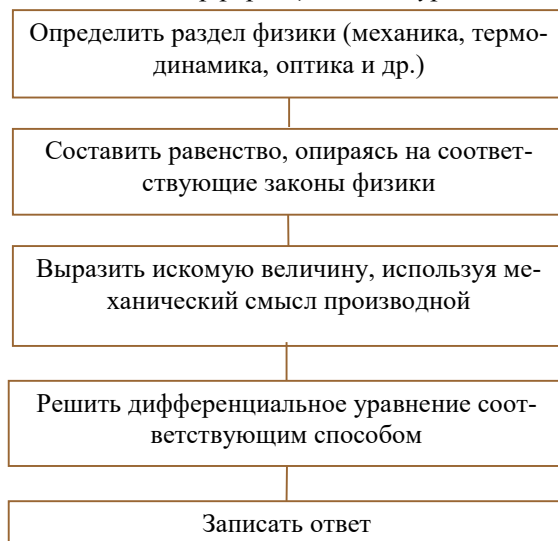 Определить раздел физики (механика, термо-
динамика, оптика и др.)
Составить равенство, опираясь на соответ-
ствующие законы физики
Выразить искомую величину, используя ме-
ханический смысл производной
Решить дифференциальное уравнение соот-
ветствующим способом
Записать ответ